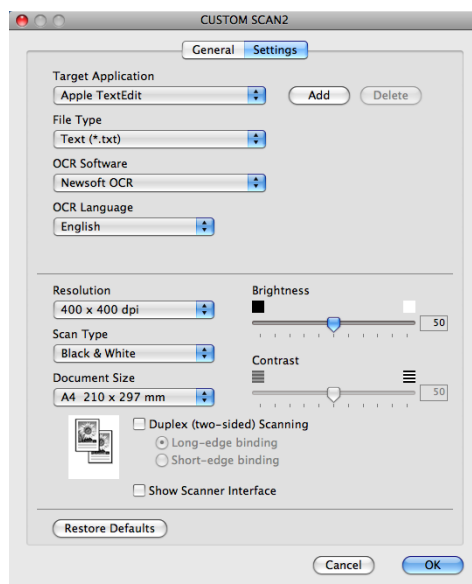 CUSTOM SCAN2
General Settings
Target Application
Apple TextEdit Add Delete
File Type
Text (*.txt)
OCR Software
Newsoft OCR
OCR Language
English
Resolution Brightness
400 x 400 dpi
50
Scan Type
Black & White
Contrast
Document Size
A4 210 x 297 mm 50
Duplex (two-sided) Scanning
Long-edge binding
Short-edge binding
Show Scanner Interface
Restore Defaults
Cancel OK